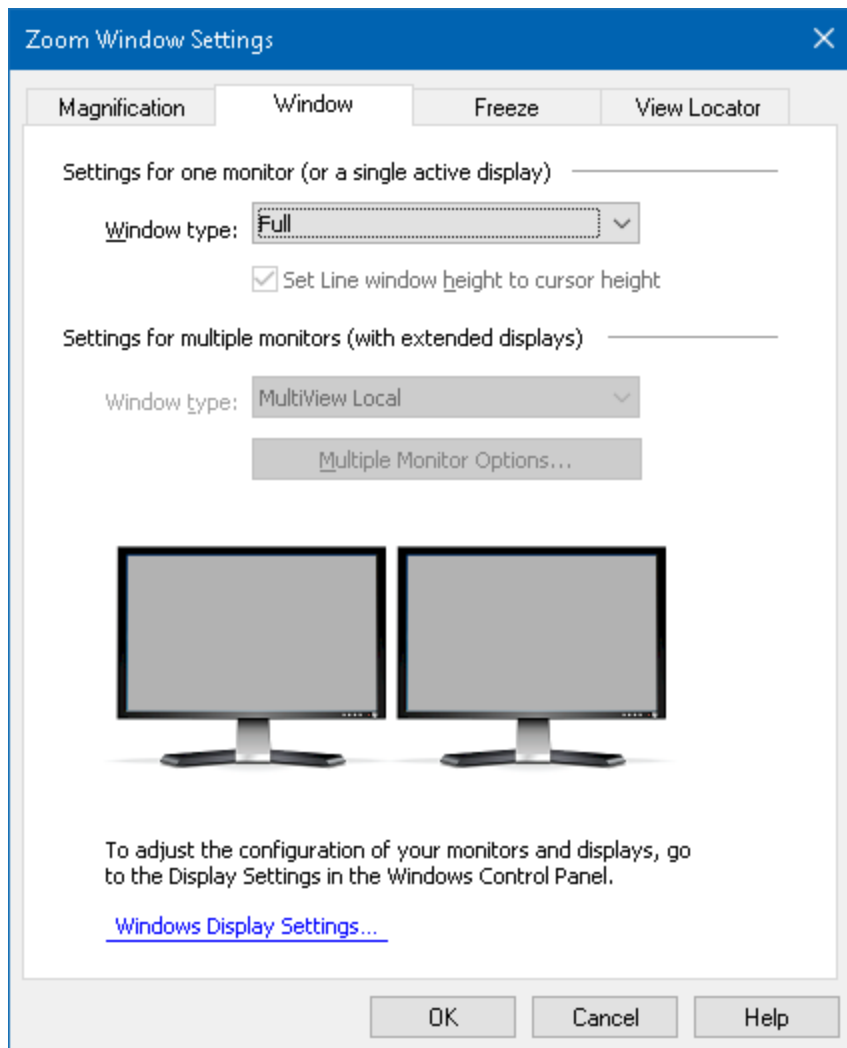 Zoom Window Settings
Magnification Window Freeze View Locator
Settings for one monitor (or a single active display)
Window type: Full
Set Line window height to cursor height
Settings for multiple monitors (with extended displays)
Window type: MultiView Local
Multiple Monitor Options...
To adjust the configuration of your monitors and displays, go
to the Display Settings in the Windows Control Panel.
Windows Display Settings...
OK Cancel Help